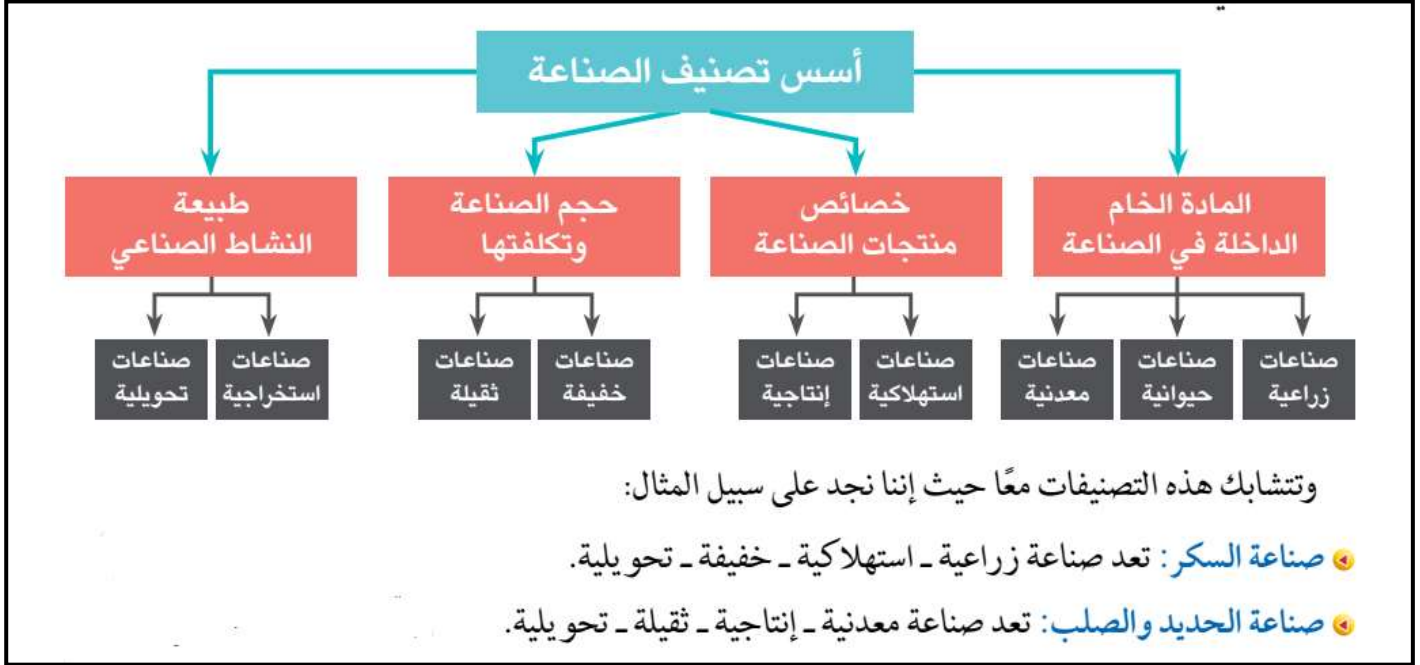 أسس تصنيف الصناعة
المادة الخام
الداخلة في الصناعة
خصائص
منتجات الصناعة
حجم الصناعة
وتكلفتها
طبيعة
النشاط الصناعي
صناعات
زراعية
صناعات
حيوانية
صناعات
معدنية
صناعات
استهلاكية
صناعات
إنتاجية
صناعات
خفيفة
صناعات
ثقيلة
صناعات
استخراجية
صناعات
تحويلية
وتتشابك هذه التصنيفات معًا حيث إننا نجد على سبيل المثال:
صناعة السكر: تعد صناعة زراعية ـ استهلاكية ـ خفيفة ـ تحويلية.
صناعة الحديد والصلب: تعد صناعة معدنية ـ إنتاجية ـ ثقيلة ـ تحويلية.